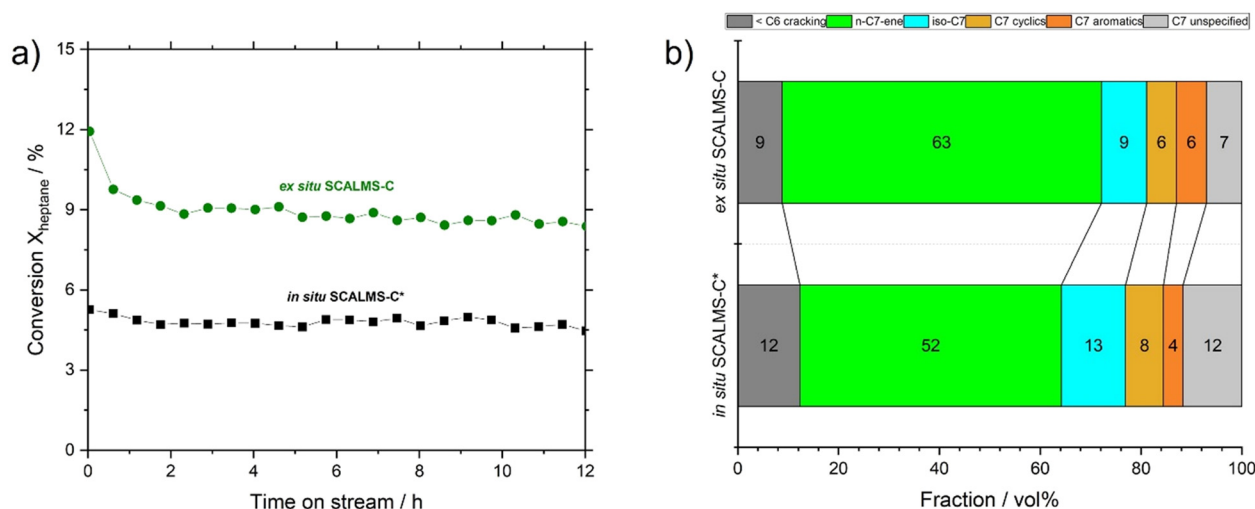 a)
Conversion X_heptane / %
15
12
9
6
3
0
ex situ SCALMS-C
in situ SCALMS-C*
0 2 4 6 8 10 12
Time on stream / h
b)
< C6 cracking n-C7-ene iso-C7 C7 cyclics C7 aromatics C7 unspecified
ex situ SCALMS-C
9 63 9 6 6 7
in situ SCALMS-C*
12 52 13 8 4 12
0 20 40 60 80 100
Fraction / vol%